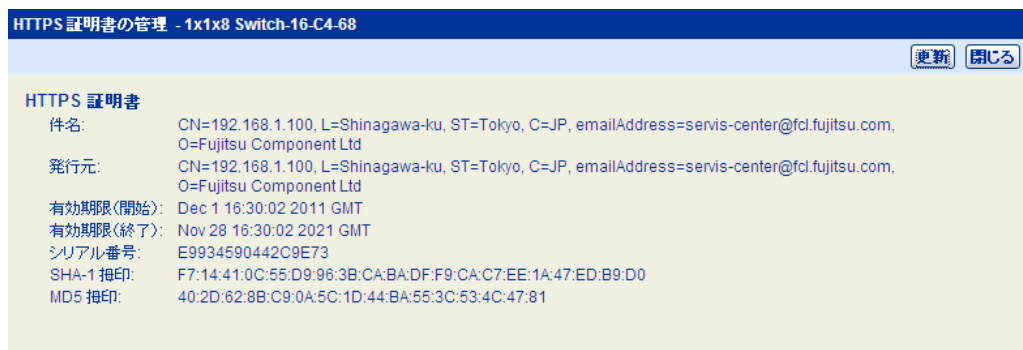 HTTPS 証明書の管理 - 1x1x8 Switch-16-C4-68
更新 閉じる
HTTPS 証明書
件名: CN=192.168.1.100, L=Shinagawa-ku, ST=Tokyo, C=JP, emailAddress=servis-center@fcl.fujitsu.com,
O=Fujitsu Component Ltd
発行元: CN=192.168.1.100, L=Shinagawa-ku, ST=Tokyo, C=JP, emailAddress=servis-center@fcl.fujitsu.com,
O=Fujitsu Component Ltd
有効期限(開始): Dec 1 16:30:02 2011 GMT
有効期限(終了): Nov 28 16:30:02 2021 GMT
シリアル番号: E9934590442C9E73
SHA-1 拇印: F7:14:41:0C:55:D9:96:3B:CA:BA:DF:F9:CA:C7:EE:1A:47:ED:B9:D0
MD5 拇印: 40:2D:62:8B:C9:0A:5C:1D:44:BA:55:3C:53:4C:47:81